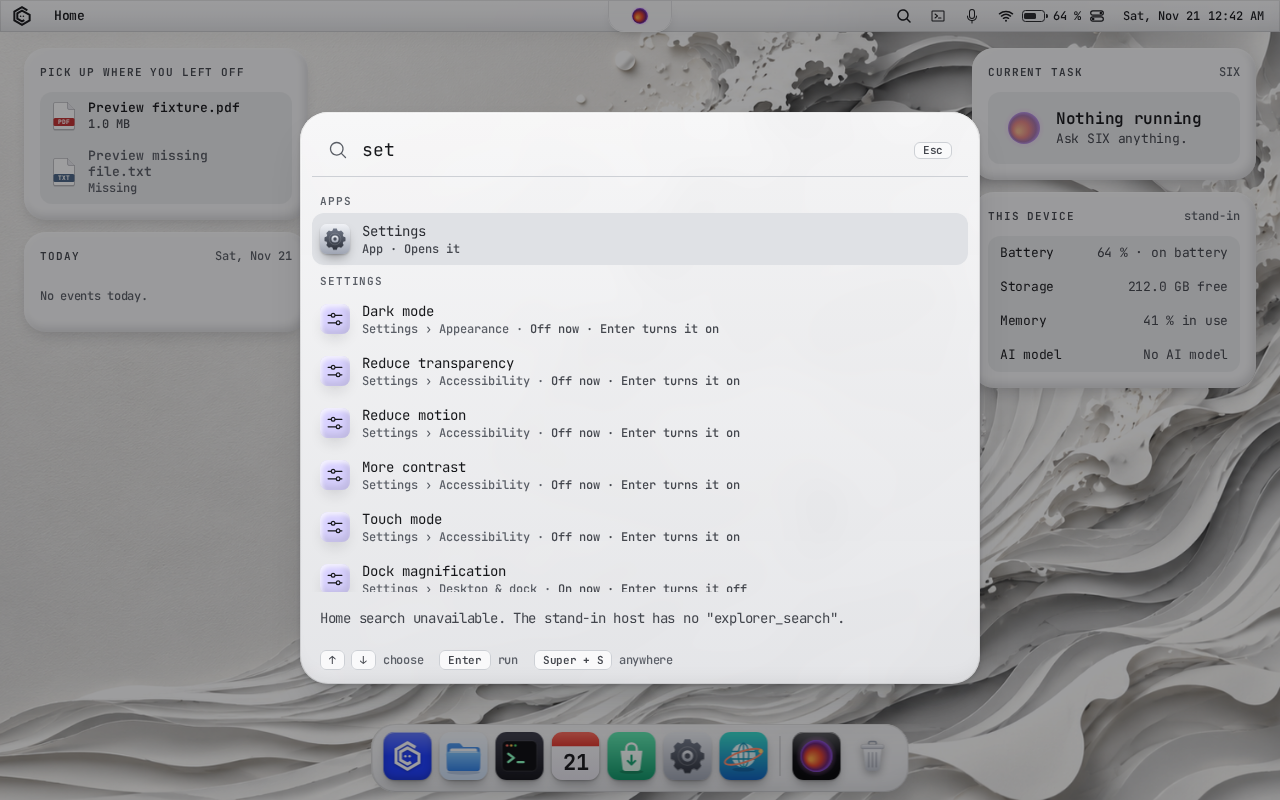 Home
64 %
Sat, Nov 21 12:42 AM
PICK UP WHERE YOU LEFT OFF
PDF
Preview fixture.pdf
1.0 MB
TXT
Preview missing
file.txt
Missing
TODAY
Sat, Nov 21
No events today.
set
Esc
APPS
Settings
App · Opens it
SETTINGS
Dark mode
Settings › Appearance · Off now · Enter turns it on
Reduce transparency
Settings › Accessibility · Off now · Enter turns it on
Reduce motion
Settings › Accessibility · Off now · Enter turns it on
More contrast
Settings › Accessibility · Off now · Enter turns it on
Touch mode
Settings › Accessibility · Off now · Enter turns it on
Dock magnification
Settings › Desktop & dock · On now · Enter turns it off
Home search unavailable. The stand-in host has no "explorer_search".
↑ ↓ choose Enter run Super + S anywhere
CURRENT TASK
SIX
Nothing running
Ask SIX anything.
THIS DEVICE
stand-in
Battery
64 % · on battery
Storage
212.0 GB free
Memory
41 % in use
AI model
No AI model
21